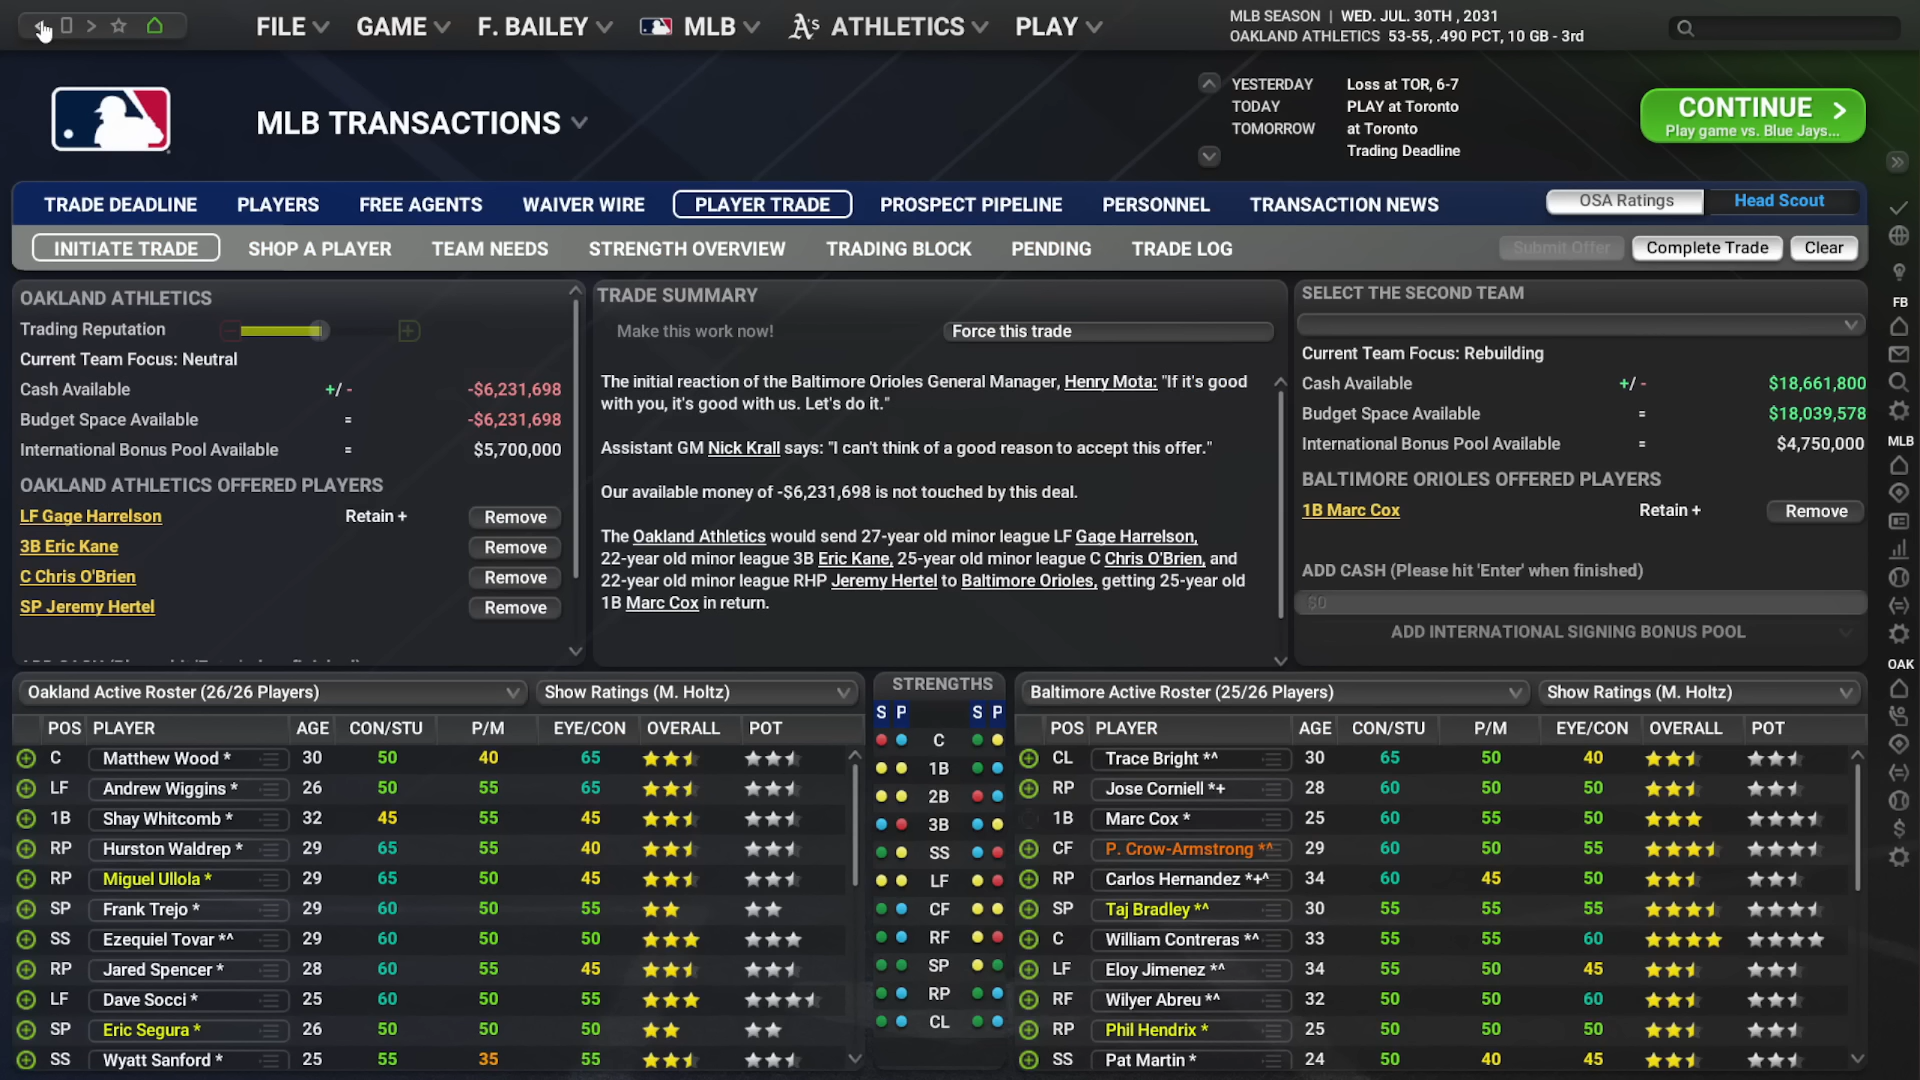 FILE
GAME
F. BAILEY
MLB
A's ATHLETICS
PLAY
MLB SEASON | WED. JUL. 30TH , 2031
OAKLAND ATHLETICS 53-55, .490 PCT, 10 GB - 3rd
MLB TRANSACTIONS
YESTERDAY Loss at TOR, 6-7
TODAY PLAY at Toronto
TOMORROW at Toronto
Trading Deadline
CONTINUE
Play game vs. Blue Jays...
TRADE DEADLINE PLAYERS FREE AGENTS WAIVER WIRE PLAYER TRADE PROSPECT PIPELINE PERSONNEL TRANSACTION NEWS
OSA Ratings Head Scout
INITIATE TRADE SHOP A PLAYER TEAM NEEDS STRENGTH OVERVIEW TRADING BLOCK PENDING TRADE LOG
Submit Offer Complete Trade Clear
OAKLAND ATHLETICS
Trading Reputation
Current Team Focus: Neutral
Cash Available +/ - -$6,231,698
Budget Space Available = -$6,231,698
International Bonus Pool Available = $5,700,000
OAKLAND ATHLETICS OFFERED PLAYERS
LF Gage Harrelson Retain + Remove
3B Eric Kane Remove
C Chris O'Brien Remove
SP Jeremy Hertel Remove
TRADE SUMMARY
Make this work now! Force this trade
The initial reaction of the Baltimore Orioles General Manager, Henry Mota: "If it's good
with you, it's good with us. Let's do it."
Assistant GM Nick Krall says: "I can't think of a good reason to accept this offer."
Our available money of -$6,231,698 is not touched by this deal.
The Oakland Athletics would send 27-year old minor league LF Gage Harrelson,
22-year old minor league 3B Eric Kane, 25-year old minor league C Chris O'Brien, and
22-year old minor league RHP Jeremy Hertel to Baltimore Orioles, getting 25-year old
1B Marc Cox in return.
SELECT THE SECOND TEAM
Current Team Focus: Rebuilding
Cash Available +/ - $18,661,800
Budget Space Available = $18,039,578
International Bonus Pool Available = $4,750,000
BALTIMORE ORIOLES OFFERED PLAYERS
1B Marc Cox Retain + Remove
ADD CASH (Please hit 'Enter' when finished)
$0
ADD INTERNATIONAL SIGNING BONUS POOL
Oakland Active Roster (26/26 Players) Show Ratings (M. Holtz)
POS PLAYER AGE CON/STU P/M EYE/CON OVERALL POT
C Matthew Wood * 30 50 40 65
LF Andrew Wiggins * 26 50 55 65
1B Shay Whitcomb * 32 45 55 45
RP Hurston Waldrep * 29 65 55 40
RP Miguel Ullola * 29 65 50 45
SP Frank Trejo * 29 60 50 55
SS Ezequiel Tovar *^ 29 60 50 50
RP Jared Spencer * 28 60 55 45
LF Dave Socci * 25 60 50 55
SP Eric Segura * 26 50 50 50
SS Wyatt Sanford * 25 55 35 55
STRENGTHS
S P S P
C
1B
2B
3B
SS
LF
CF
RF
SP
RP
CL
Baltimore Active Roster (25/26 Players) Show Ratings (M. Holtz)
POS PLAYER AGE CON/STU P/M EYE/CON OVERALL POT
CL Trace Bright *^ 30 65 50 40
RP Jose Corniell *+ 28 60 50 50
1B Marc Cox * 25 60 55 50
CF P. Crow-Armstrong *^ 29 60 50 55
RP Carlos Hernandez *+^ 34 60 45 50
SP Taj Bradley *^ 30 55 55 55
C William Contreras *^ 33 55 55 60
LF Eloy Jimenez *^ 34 55 50 45
RF Wilyer Abreu *^ 32 50 50 60
RP Phil Hendrix * 25 50 50 50
SS Pat Martin * 24 50 40 45
FB
MLB
OAK